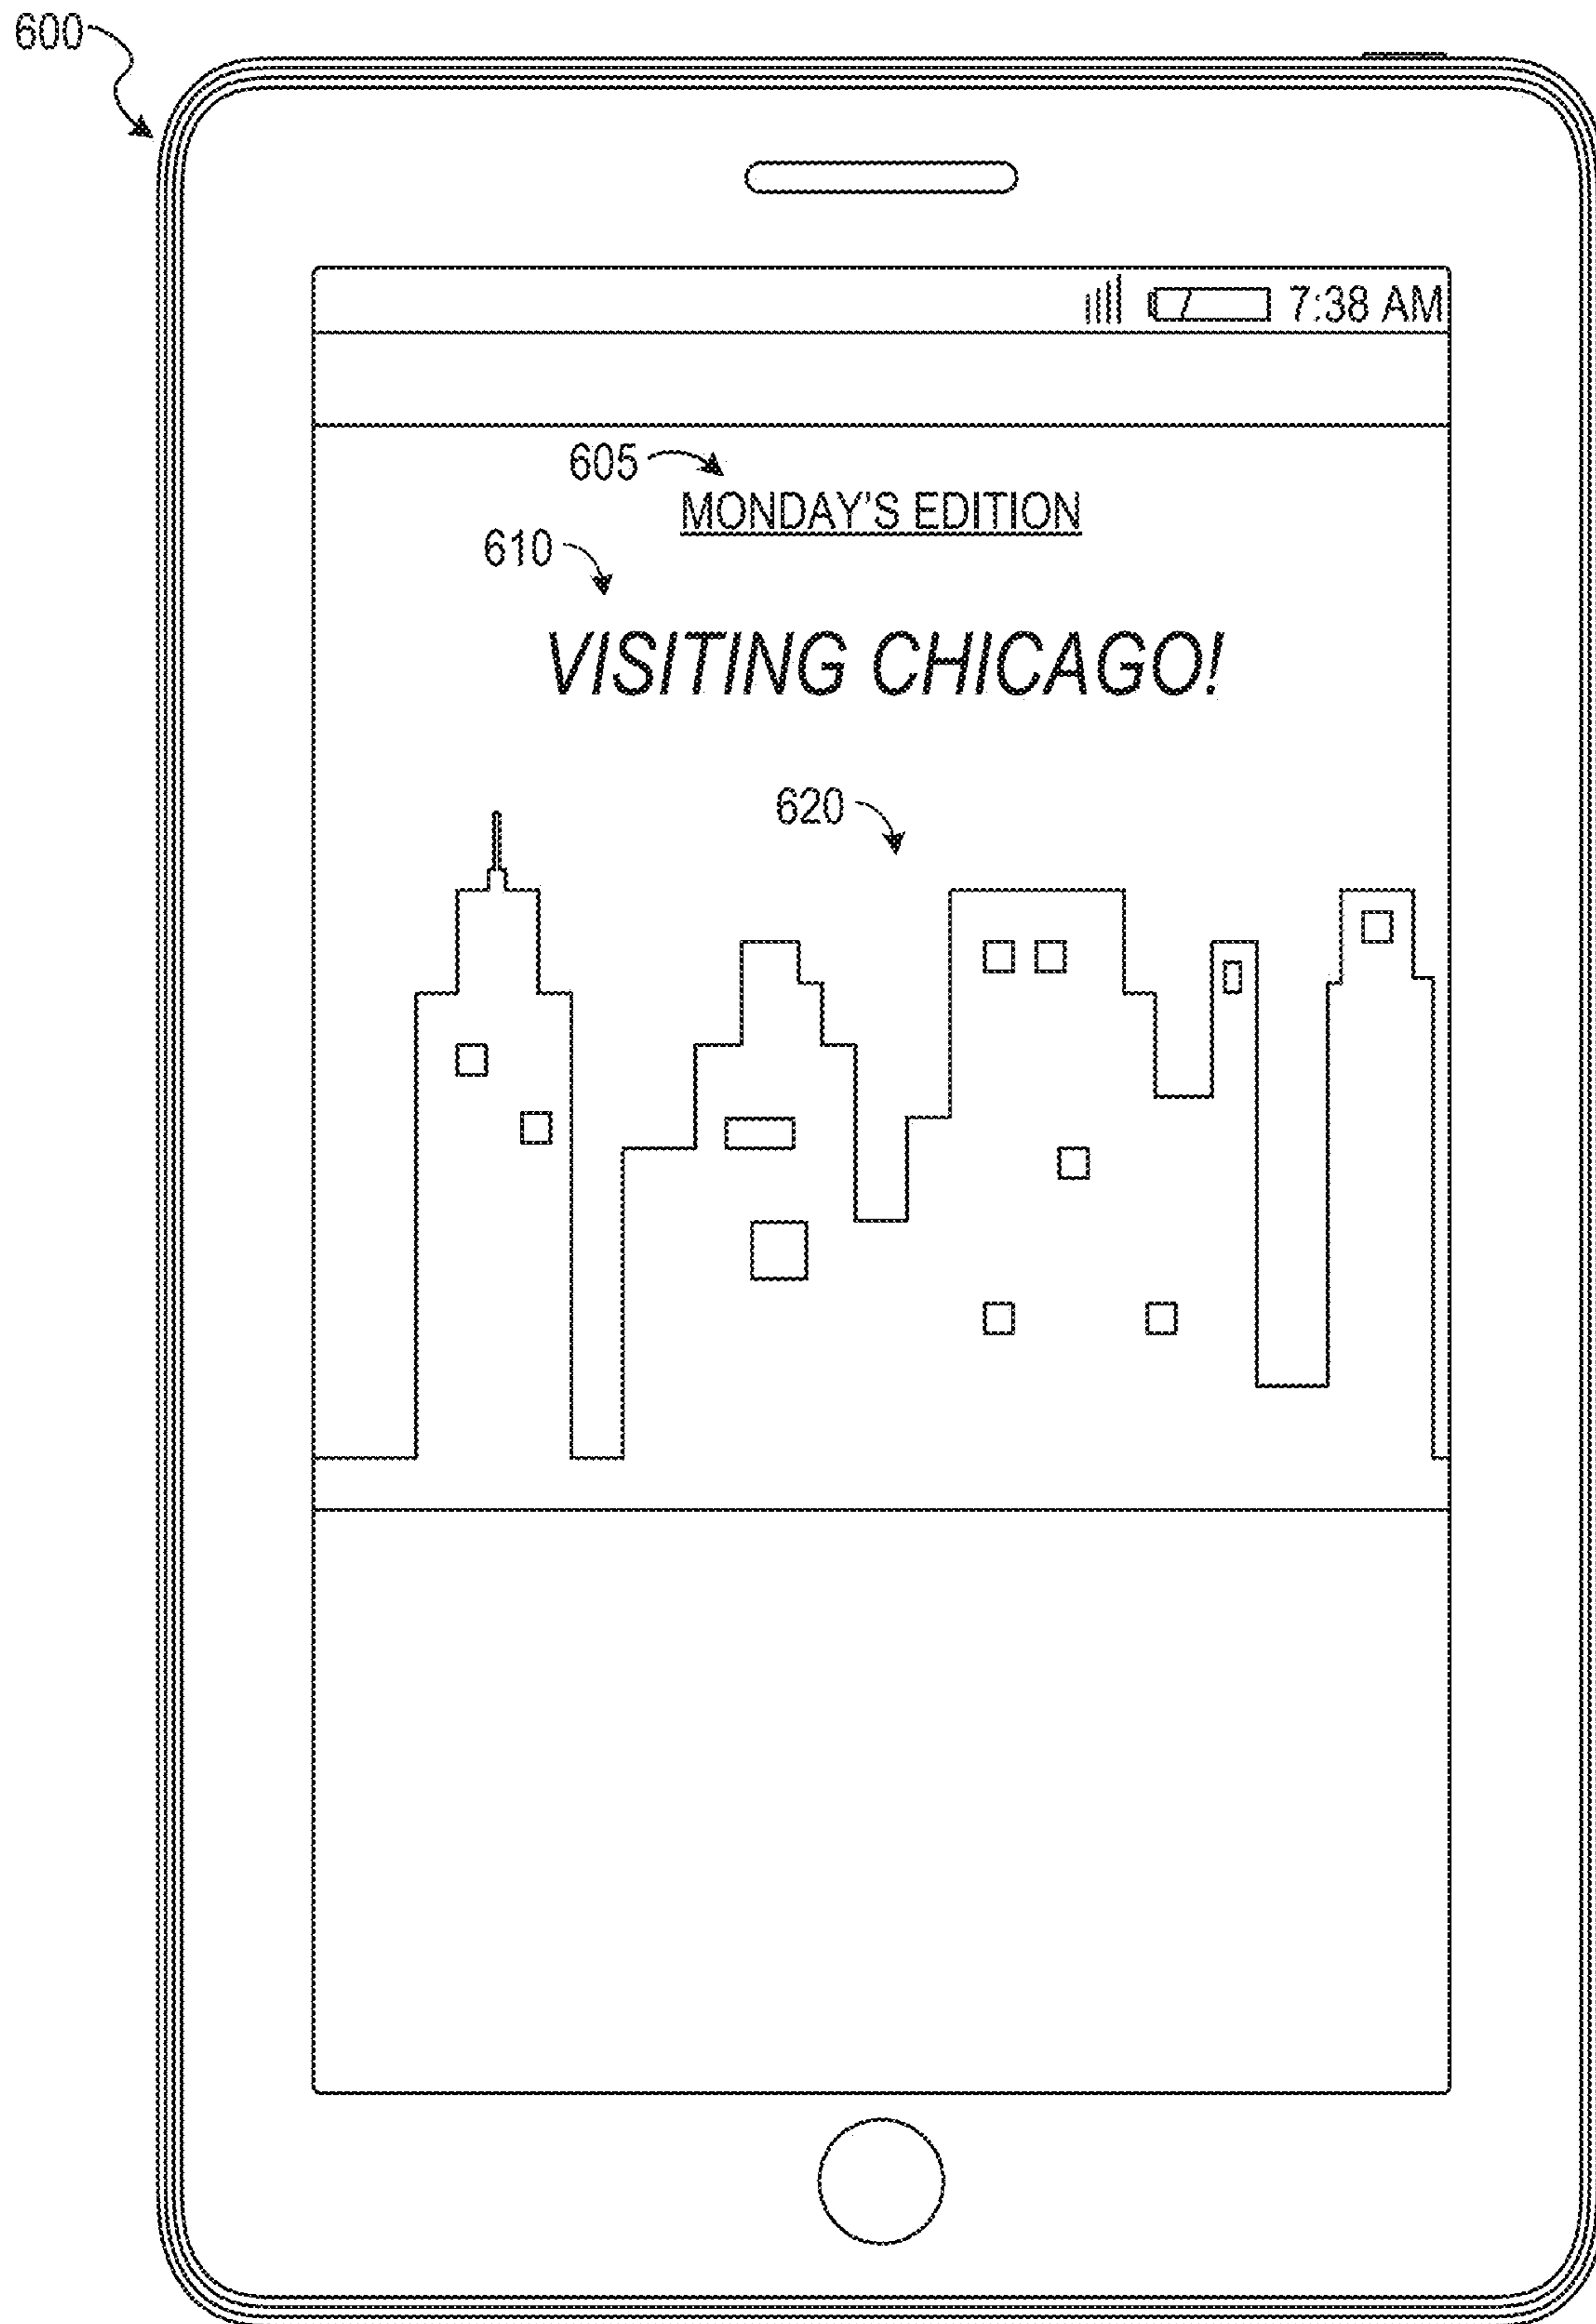 600
7:38 AM
605
MONDAY'S EDITION
610
VISITING CHICAGO!
620